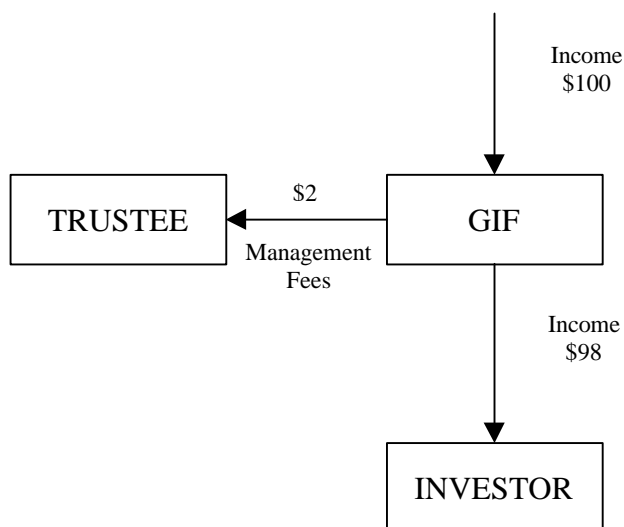 Income
$100
$2
TRUSTEE
GIF
Management
Fees
Income
$98
INVESTOR